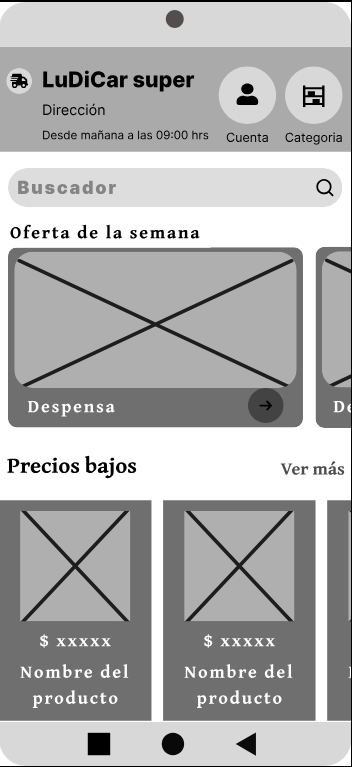 LuDiCar super
Dirección
Desde mañana a las 09:00 hrs
Cuenta
Categoria
Buscador
Oferta de la semana
Despensa
De
Precios bajos
Ver más
$ xxxxx
$ xxxxx
Nombre del
producto
Nombre del
producto